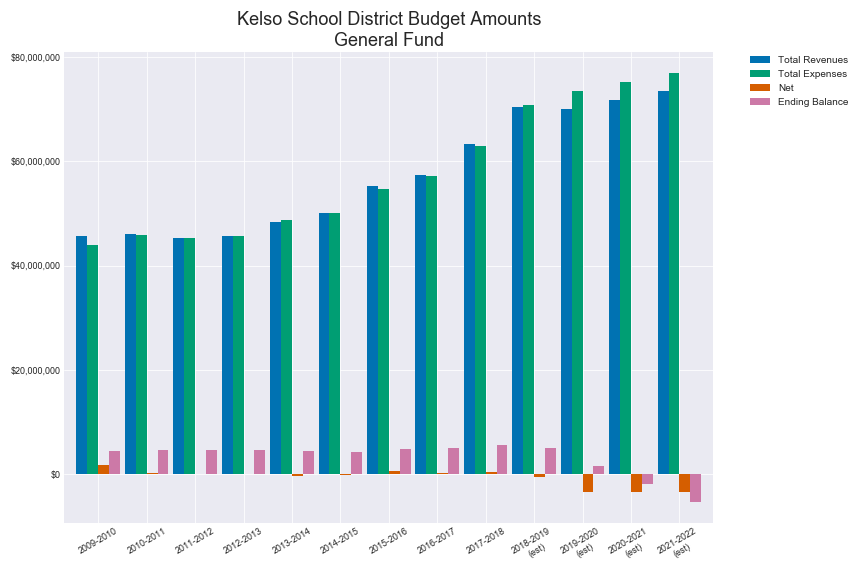 Kelso School District Budget Amounts
General Fund
Total Revenues
Total Expenses
Net
Ending Balance
$80,000,000
$60,000,000
$40,000,000
$20,000,000
$0
2009-2010
2010-2011
2011-2012
2012-2013
2013-2014
2014-2015
2015-2016
2016-2017
2017-2018
2018-2019
(est)
2019-2020
(est)
2020-2021
(est)
2021-2022
(est)